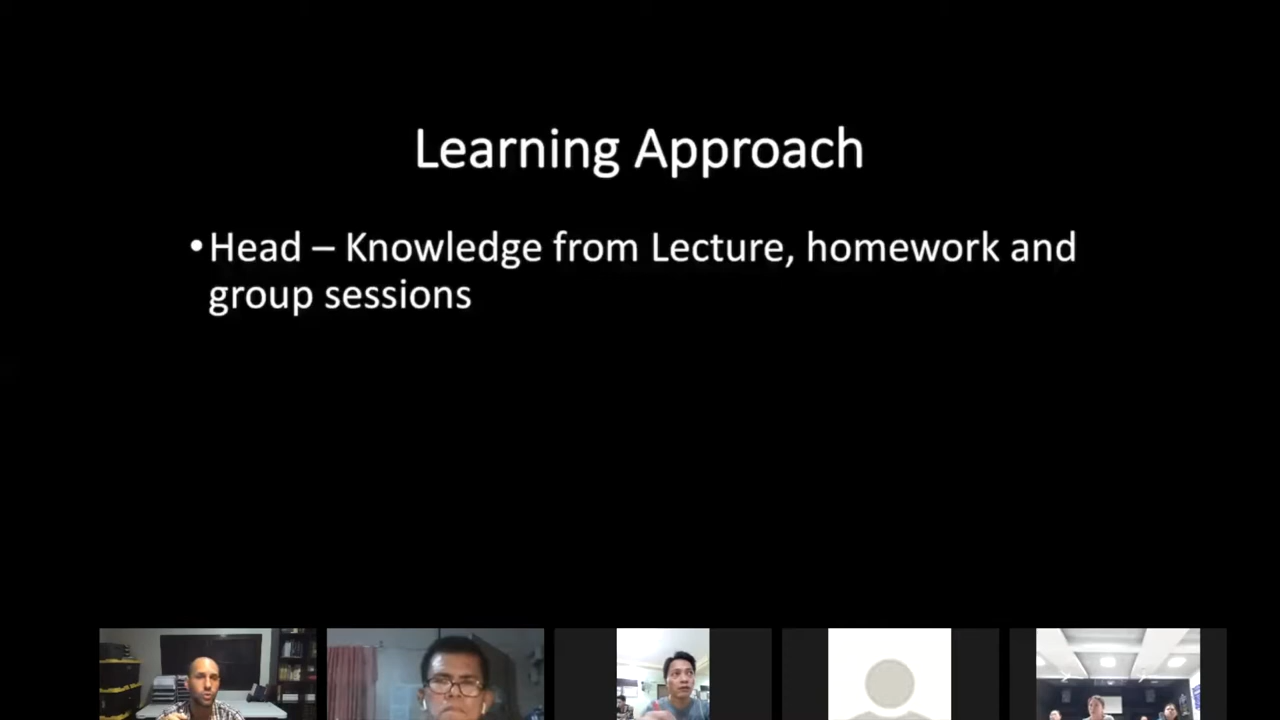 Learning Approach
•Head – Knowledge from Lecture, homework and
group sessions